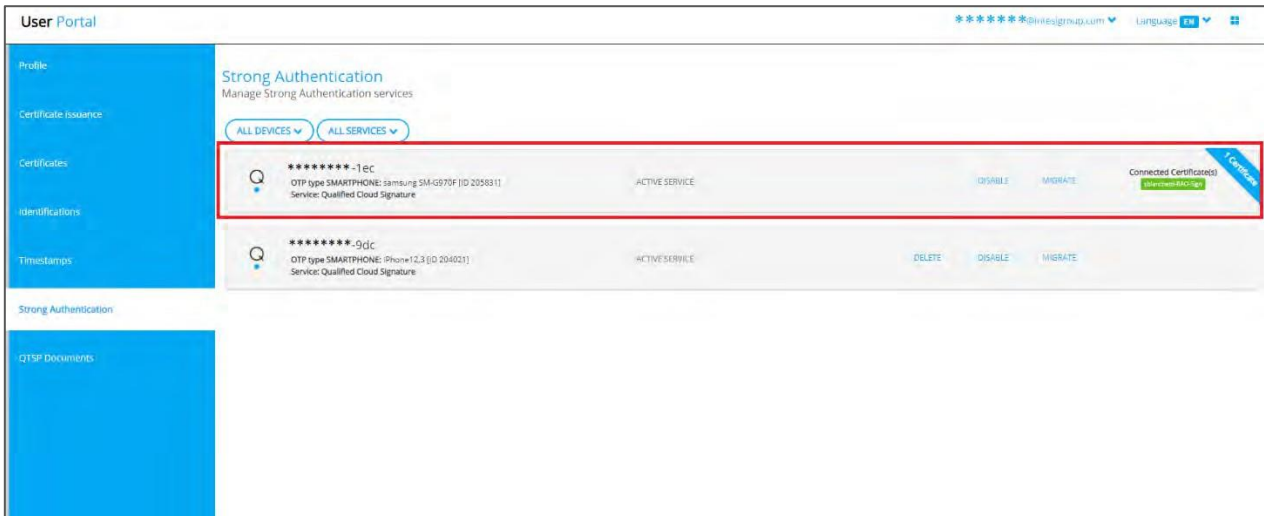 User Portal
*******@intesigroup.com
Language EN
Profile
Certificate issuance
Certificates
Identifications
Timestamps
Strong Authentication
QTSP Documents
Strong Authentication
Manage Strong Authentication services
ALL DEVICES
ALL SERVICES
Q
********-1ec
OTP type SMARTPHONE: samsung SM-G970F [ID 205831]
Service: Qualified Cloud Signature
ACTIVE SERVICE
DISABLE
MIGRATE
Connected Certificate(s)
1 Certificate
Q
********-9dc
OTP type SMARTPHONE: iPhone12,3 [ID 204021]
Service: Qualified Cloud Signature
ACTIVE SERVICE
DELETE
DISABLE
MIGRATE